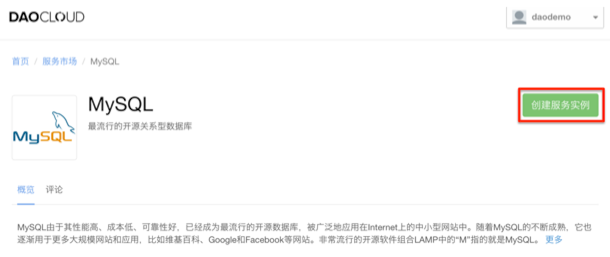 DAOCLOUD
daodemo
首页 / 服务市场 / MySQL
MySQL
创建服务实例
最流行的开源关系型数据库
MySQL
概览 评论
MySQL由于其性能高、成本低、可靠性好，已经成为最流行的开源数据库，被广泛地应用在Internet上的中小型网站中。随着MySQL的不断成熟，它也
逐渐用于更多大规模网站和应用，比如维基百科、Google和Facebook等网站。非常流行的开源软件组合LAMP中的“M”指的就是MySQL。 更多